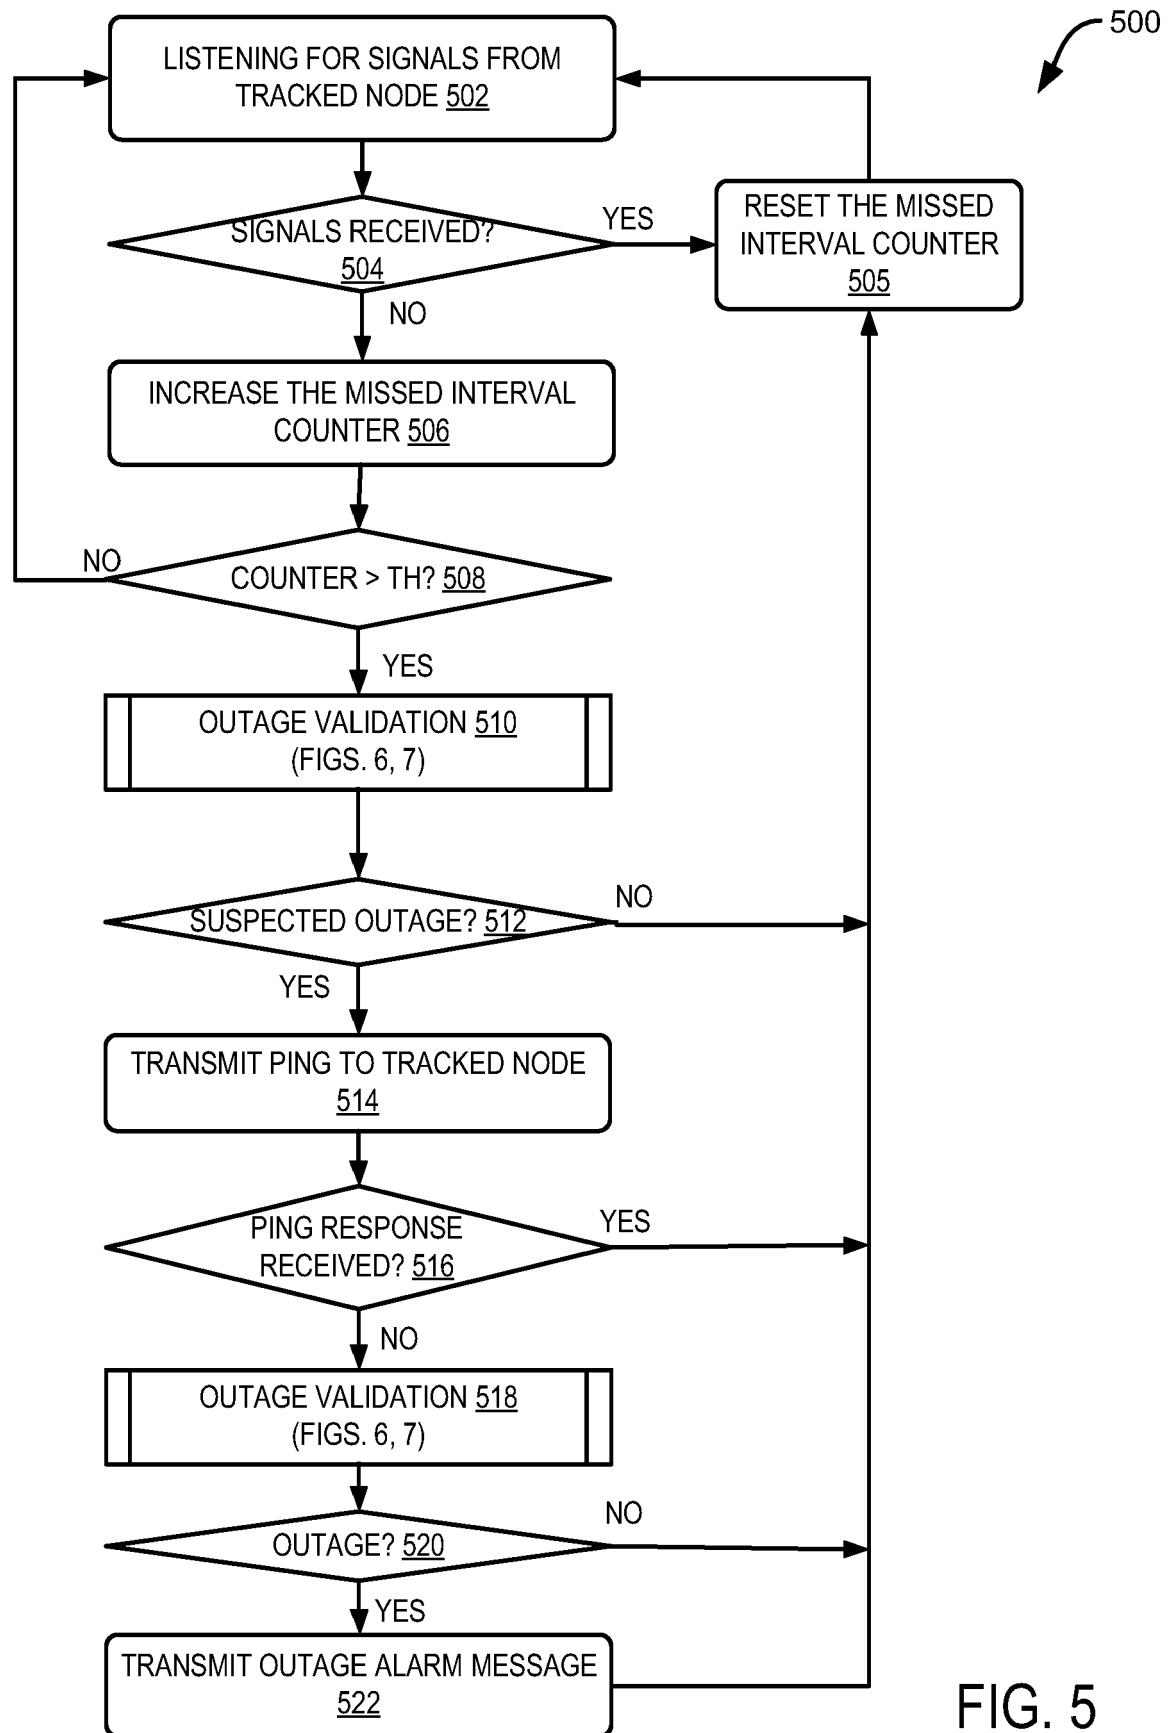 500
LISTENING FOR SIGNALS FROM
TRACKED NODE 502
SIGNALS RECEIVED?
504
YES
RESET THE MISSED
INTERVAL COUNTER
505
NO
INCREASE THE MISSED INTERVAL
COUNTER 506
NO
COUNTER > TH? 508
YES
OUTAGE VALIDATION 510
(FIGS. 6, 7)
SUSPECTED OUTAGE? 512
NO
YES
TRANSMIT PING TO TRACKED NODE
514
PING RESPONSE
RECEIVED? 516
YES
NO
OUTAGE VALIDATION 518
(FIGS. 6, 7)
OUTAGE? 520
NO
YES
TRANSMIT OUTAGE ALARM MESSAGE
522
FIG. 5